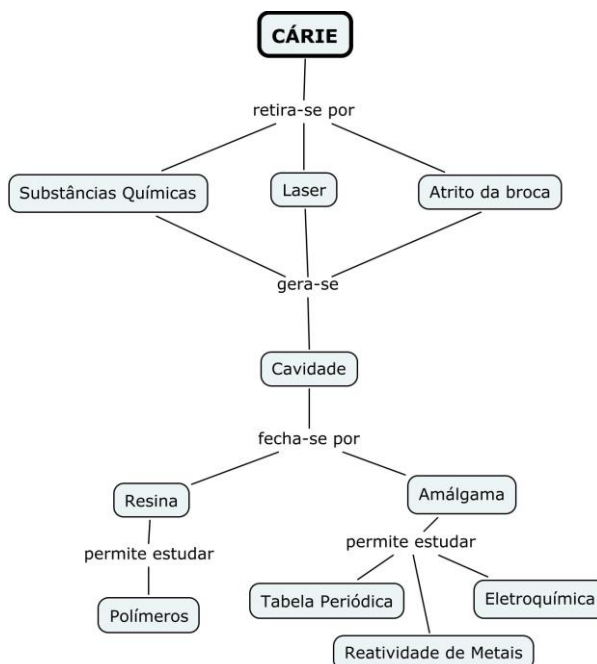 CÁRIE
retira-se por
Substâncias Químicas
Laser
Atrito da broca
gera-se
Cavidade
fecha-se por
Resina
Amálgama
permite estudar
permite estudar
Polímeros
Tabela Periódica
Eletroquímica
Reatividade de Metais